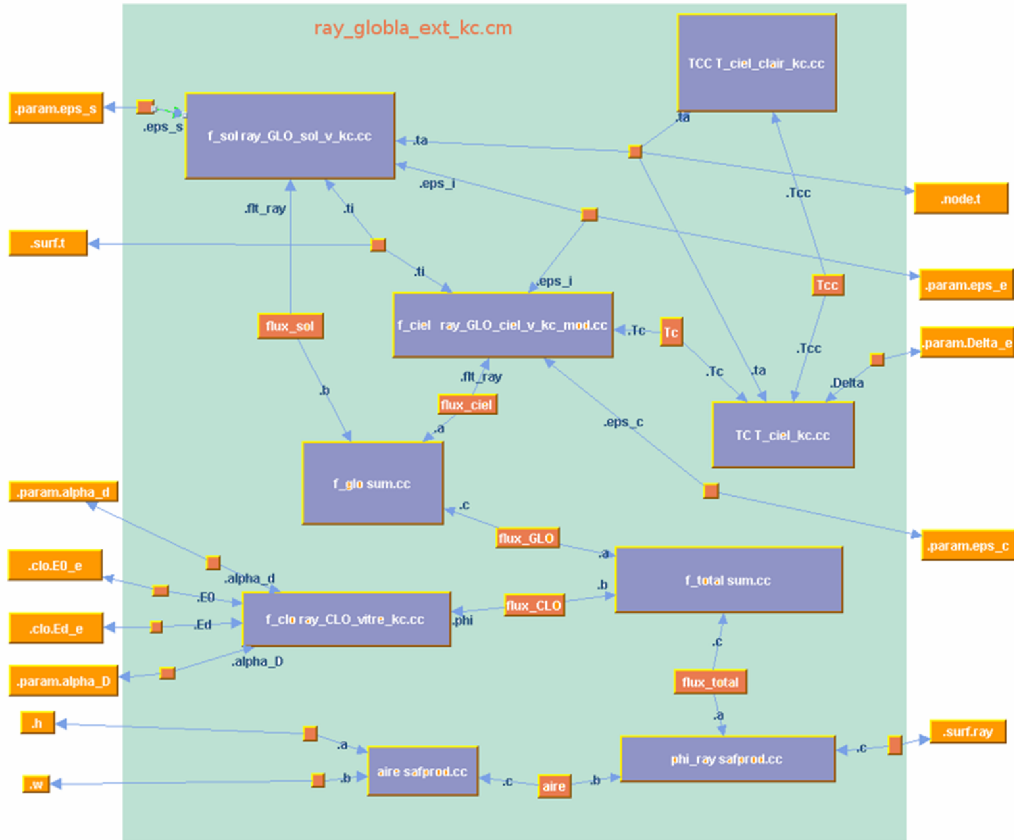 ray_globla_ext_kc.cm
TCC T_ciel_clair_kc.cc
.param.eps_s
.eps_s
f_sol ray_GLO_sol_v_kc.cc
.ta
.ta
.eps_i
.Tcc
.node.t
.flt_ray
.ti
.surf.t
.ti
.eps_i
.param.eps_e
Tcc
f_ciel ray_GLO_ciel_v_kc_mod.cc
flux_sol
.Tc
Tc
.param.Delta_e
.Tcc
.flt_ray
.Tc
.ta
.Delta
.b
flux_ciel
.a
.eps_c
TC T_ciel_kc.cc
f_glo sum.cc
.param.alpha_d
.c
flux_GLO
.a
.param.eps_c
.clo.E0_e
.alpha_d
.b
f_total sum.cc
.E0
flux_CLO
.clo.Ed_e
.Ed
f_clo ray_CLO_vitre_kc.cc
.phi
.c
.alpha_D
.param.alpha_D
flux_total
.h
.a
.surf.ray
.a
.c
phi_ray safprod.cc
.w
.b
aire safprod.cc
.c
aire
.b